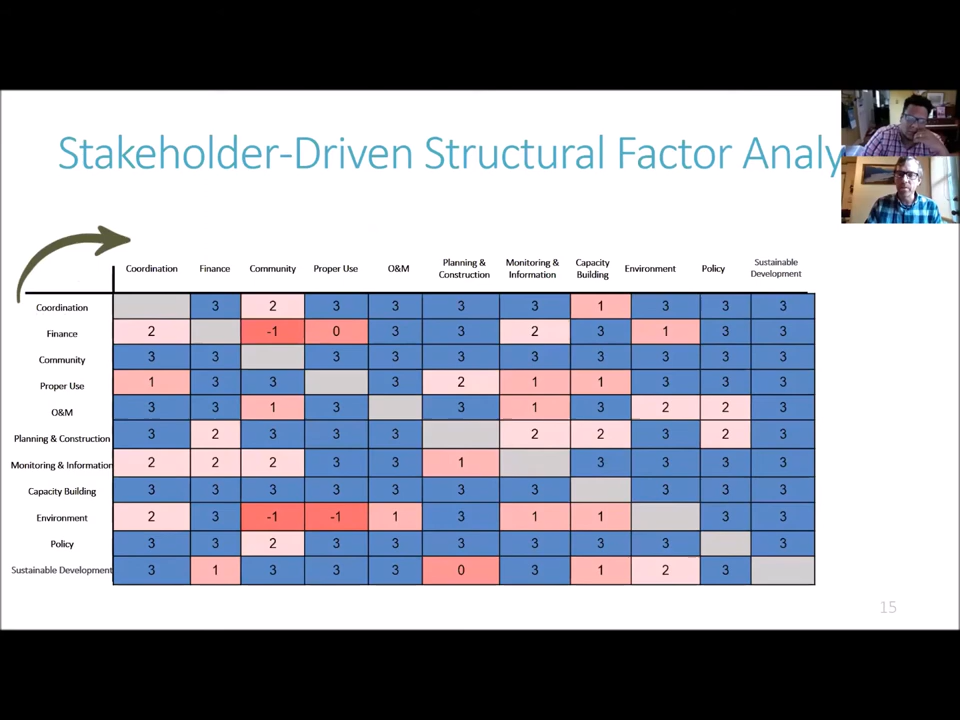 Stakeholder-Driven Structural Factor Analy
Coordination Finance Community Proper Use O&M Planning & Construction Monitoring & Information Capacity Building Environment Policy Sustainable Development
Coordination 3 2 3 3 3 3 1 3 3 3
Finance 2 -1 0 3 3 2 3 1 3 3
Community 3 3 3 3 3 3 3 3 3 3
Proper Use 1 3 3 3 2 1 1 3 3 3
O&M 3 3 1 3 3 1 3 2 2 3
Planning & Construction 3 2 3 3 3 2 2 3 2 3
Monitoring & Information 2 2 2 3 3 1 3 3 3 3
Capacity Building 3 3 3 3 3 3 3 3 3 3
Environment 2 3 -1 -1 1 3 1 1 3 3
Policy 3 3 2 3 3 3 3 3 3 3
Sustainable Development 3 1 3 3 3 0 3 1 2 3
15